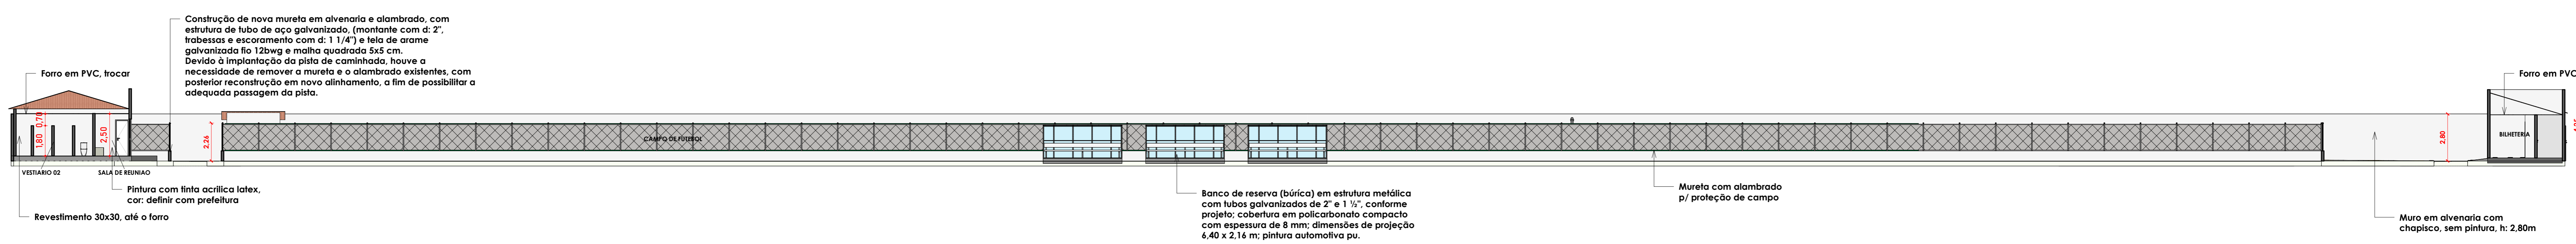 Construção de nova mureta em alvenaria e alambrado, com
estrutura de tubo de aço galvanizado, (montante com d: 2",
trabessas e escoramento com d: 1 1/4") e tela de arame
galvanizada fio 12bwg e malha quadrada 5x5 cm.
Devido à implantação da pista de caminhada, houve a
necessidade de remover a mureta e o alambrado existentes, com
posterior reconstrução em novo alinhamento, a fim de possibilitar a
adequada passagem da pista.
Forro em PVC, trocar
Forro em PVC
0,70
1,80
2,50
2,26
CAMPO DE FUTEBOL
2,80
BILHETERIA
VESTIARIO 02
SALA DE REUNIAO
Pintura com tinta acrilica latex,
cor: definir com prefeitura
Revestimento 30x30, até o forro
Banco de reserva (búríca) em estrutura metálica
com tubos galvanizados de 2" e 1 ½", conforme
projeto; cobertura em policarbonato compacto
com espessura de 8 mm; dimensões de projeção
6,40 x 2,16 m; pintura automotiva pu.
Mureta com alambrado
p/ proteção de campo
Muro em alvenaria com
chapisco, sem pintura, h: 2,80m